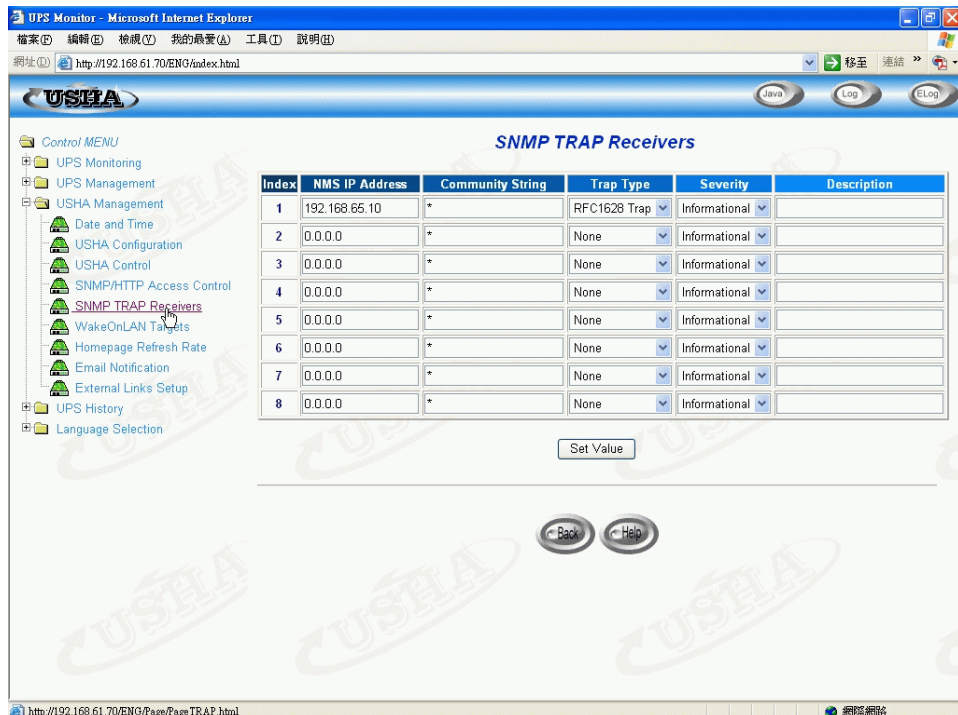 UPS Monitor - Microsoft Internet Explorer
檔案(F) 編輯(E) 檢視(V) 我的最愛(A) 工具(T) 說明(H)
網址(D) http://192.168.61.70/ENG/index.html 移至 連結 »
USHA Java Log ELog
Control MENU
UPS Monitoring
UPS Management
USHA Management
Date and Time
USHA Configuration
USHA Control
SNMP/HTTP Access Control
SNMP TRAP Receivers
WakeOnLAN Targets
Homepage Refresh Rate
Email Notification
External Links Setup
UPS History
Language Selection
SNMP TRAP Receivers
Index NMS IP Address Community String Trap Type Severity Description
1 192.168.65.10 * RFC1628 Trap Informational
2 0.0.0.0 * None Informational
3 0.0.0.0 * None Informational
4 0.0.0.0 * None Informational
5 0.0.0.0 * None Informational
6 0.0.0.0 * None Informational
7 0.0.0.0 * None Informational
8 0.0.0.0 * None Informational
Set Value
Back Help
http://192.168.61.70/ENG/Page/PageTRAP.html 網際網路